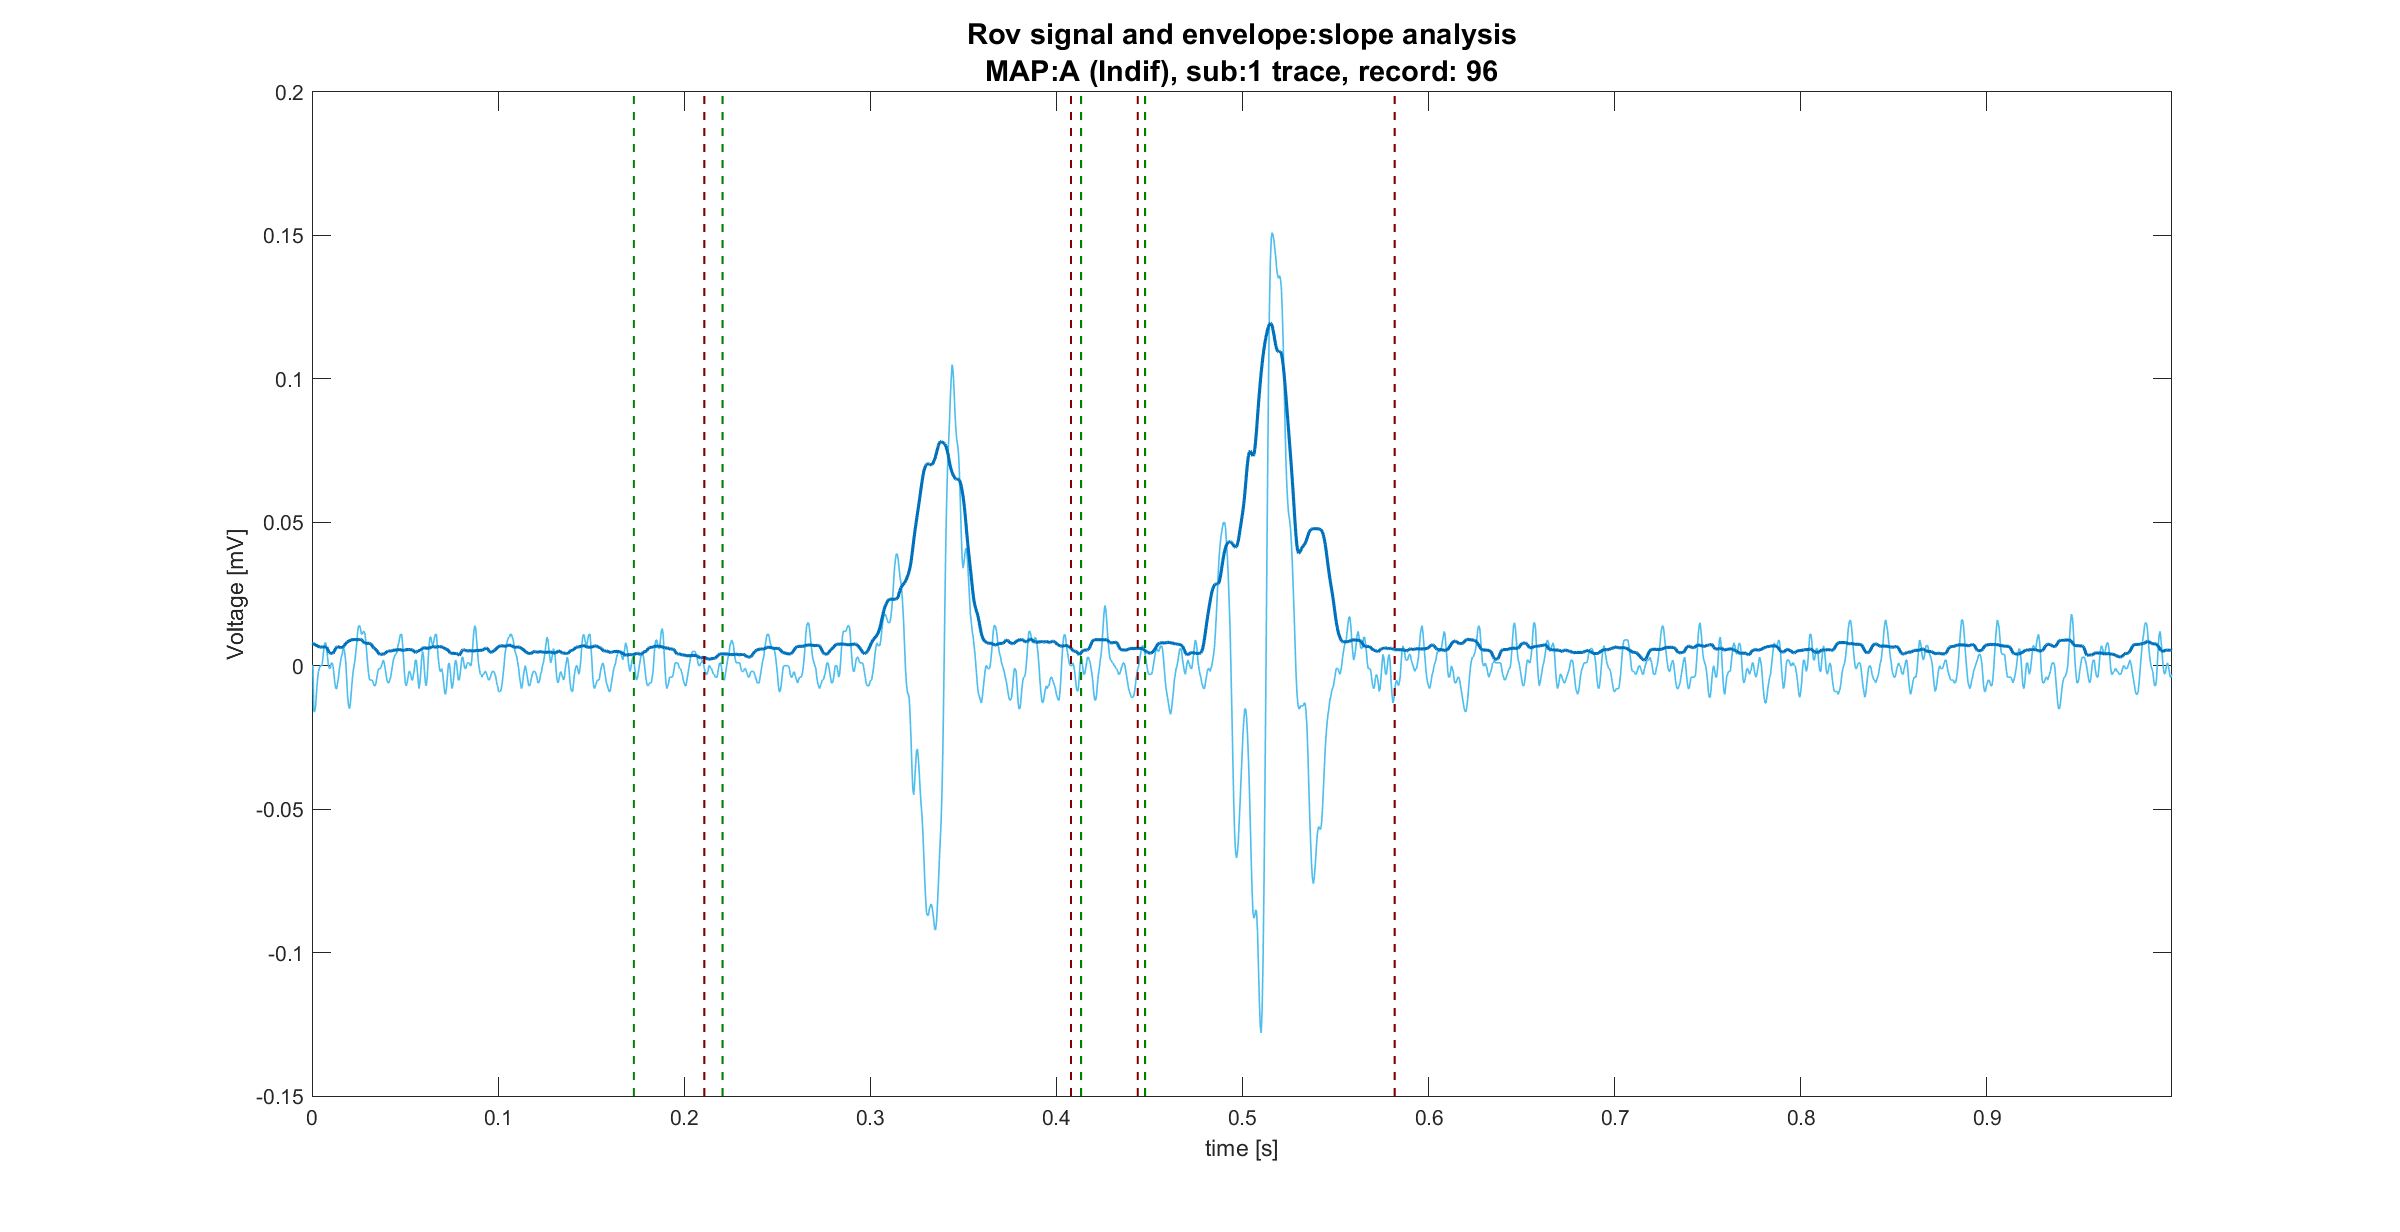 Rov signal and envelope:slope analysis
MAP:A (Indif), sub:1 trace, record: 96
0.2
0.15
0.1
0.05
0
-0.05
-0.1
-0.15
Voltage [mV]
0 0.1 0.2 0.3 0.4 0.5 0.6 0.7 0.8 0.9
time [s]